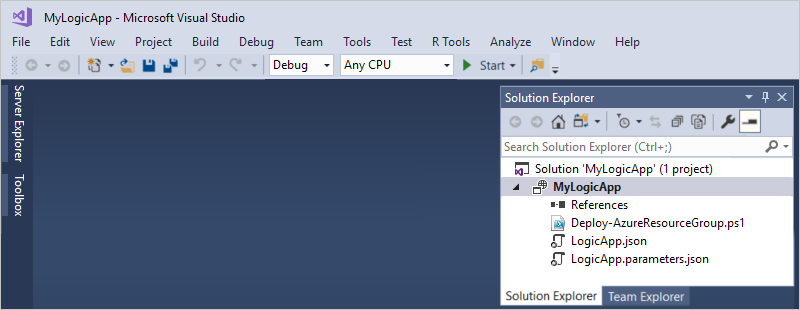 MyLogicApp - Microsoft Visual Studio
File Edit View Project Build Debug Team Tools Test R Tools Analyze Window Help
Debug Any CPU Start
Server Explorer
Toolbox
Solution Explorer
Search Solution Explorer (Ctrl+;)
Solution 'MyLogicApp' (1 project)
MyLogicApp
References
Deploy-AzureResourceGroup.ps1
LogicApp.json
LogicApp.parameters.json
Solution Explorer Team Explorer